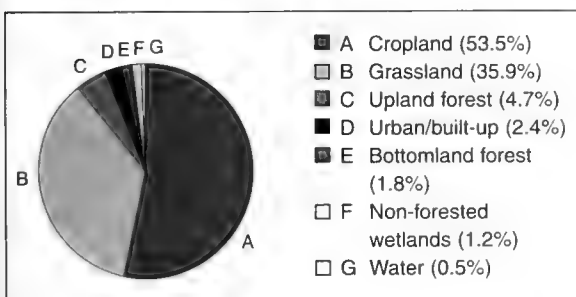 DEFG
C
B
A
A Cropland (53.5%)
B Grassland (35.9%)
C Upland forest (4.7%)
D Urban/built-up (2.4%)
E Bottomland forest
(1.8%)
F Non-forested
wetlands (1.2%)
G Water (0.5%)